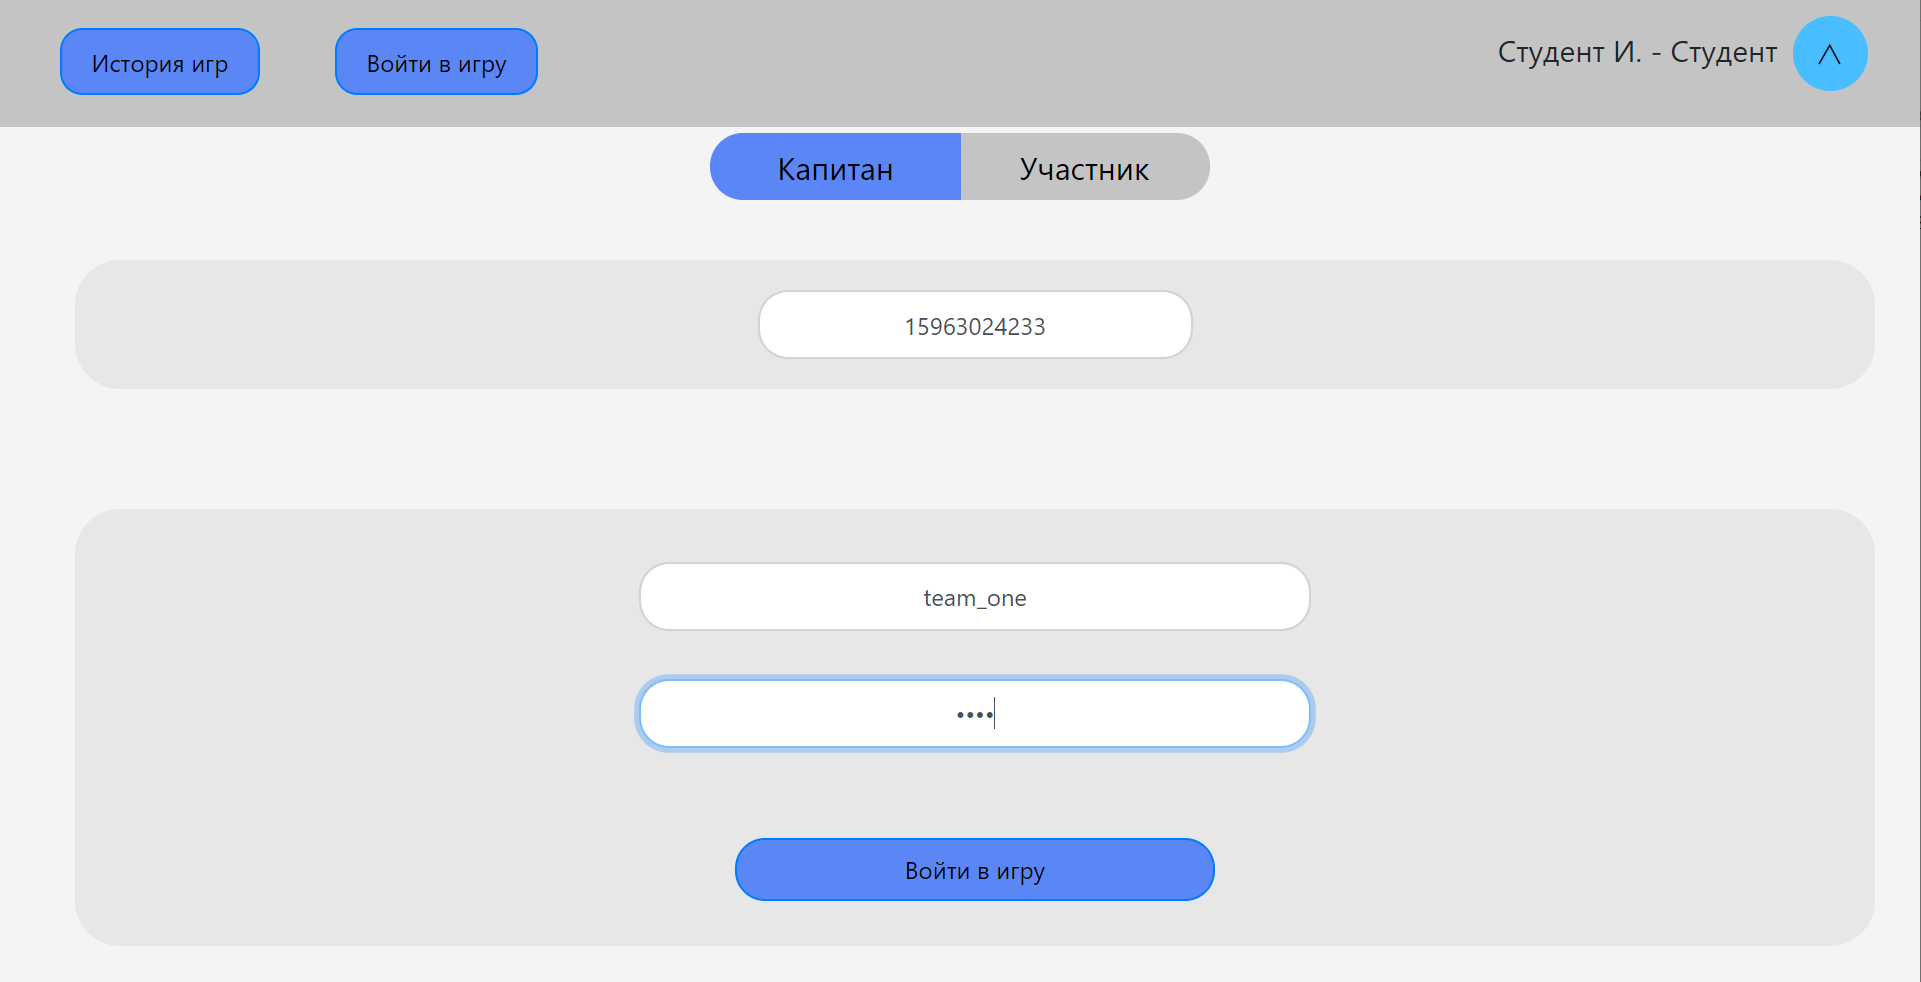 История игр
Войти в игру
Студент И. - Студент
Капитан
Участник
15963024233
team_one
••••
Войти в игру